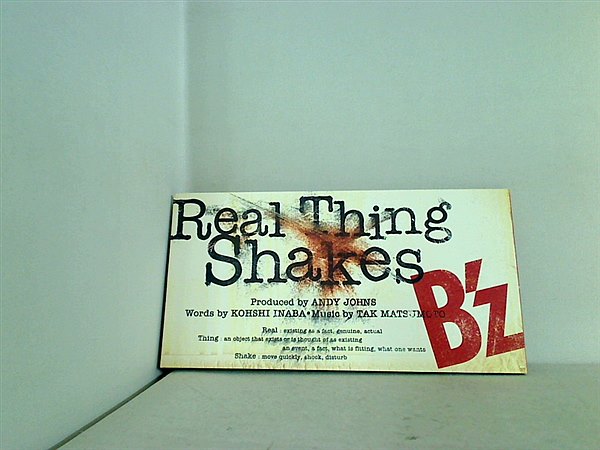 Real Thing
Shakes
B'z
Produced by ANDY JOHNS
Words by KOHSHI INABA • Music by TAK MATSUMOTO
Real : existing as a fact, genuine, actual
Thing : an object that exists or is thought of as existing
an event, a fact, what is fitting, what one wants
Shake : move quickly, shock, disturb